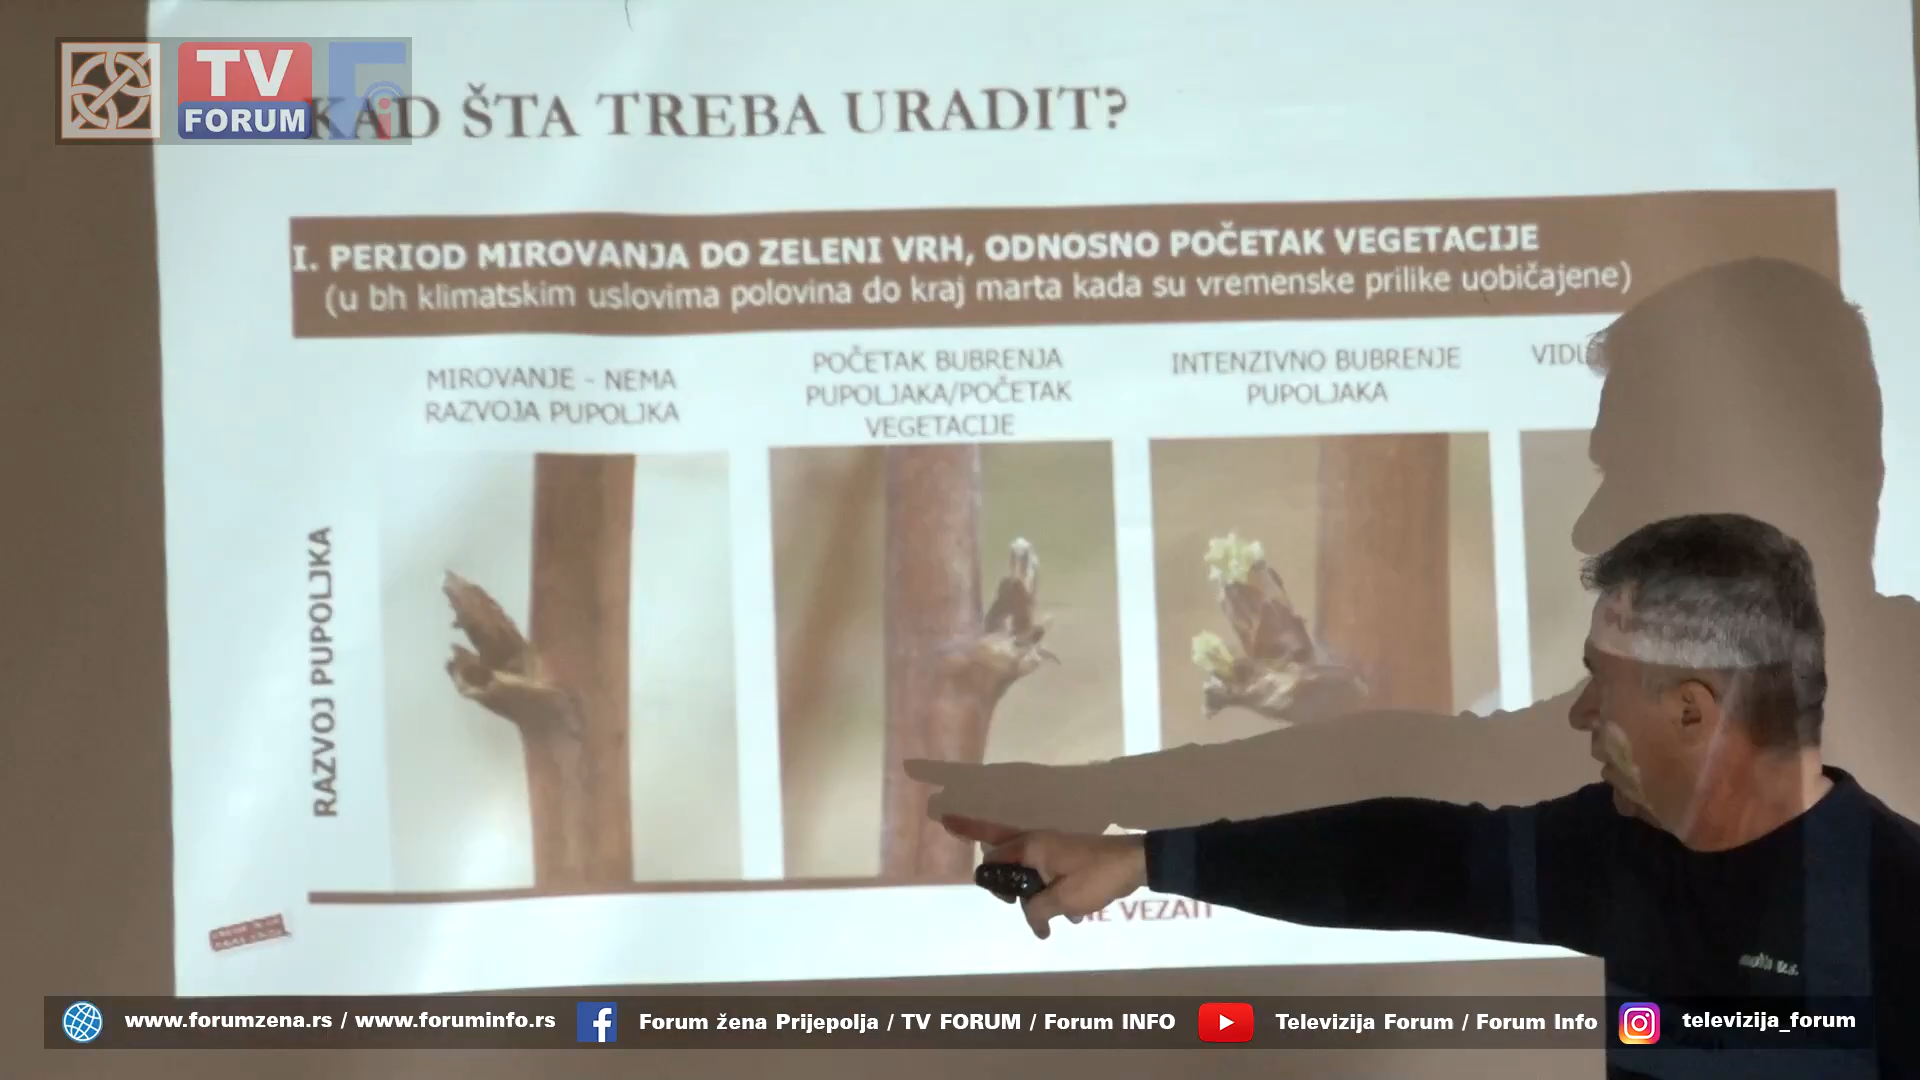 TV
FORUM
KAD ŠTA TREBA URADIT?
I. PERIOD MIROVANJA DO ZELENI VRH, ODNOSNO POČETAK VEGETACIJE
(u bh klimatskim uslovima polovina do kraj marta kada su vremenske prilike uobičajene)
MIROVANJE - NEMA
RAZVOJA PUPOLJKA
POČETAK BUBRENJA
PUPOLJAKA/POČETAK
VEGETACIJE
INTENZIVNO BUBRENJE
PUPOLJAKA
RAZVOJ PUPOLJKA
VEZATI
www.forumzena.rs / www.foruminfo.rs
Forum žena Prijepolja / TV FORUM / Forum INFO
Televizija Forum / Forum Info
televizija_forum